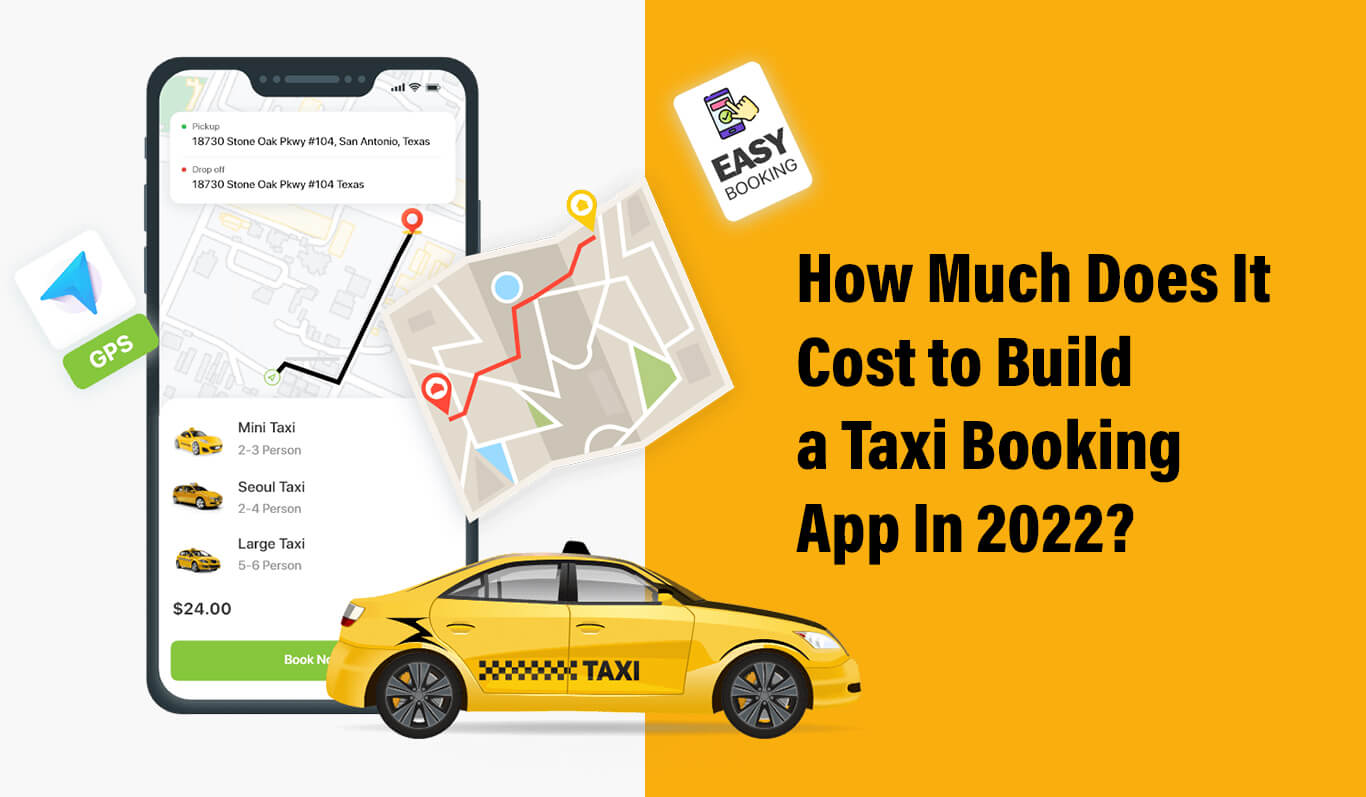 Pickup
18730 Stone Oak Pkwy #104, San Antonio, Texas
Drop off
18730 Stone Oak Pkwy #104 Texas
GPS
Mini Taxi
2-3 Person
Seoul Taxi
2-4 Person
Large Taxi
5-6 Person
$24.00
Book
TAXI
EASY
BOOKING
How Much Does It
Cost to Build
a Taxi Booking
App In 2022?